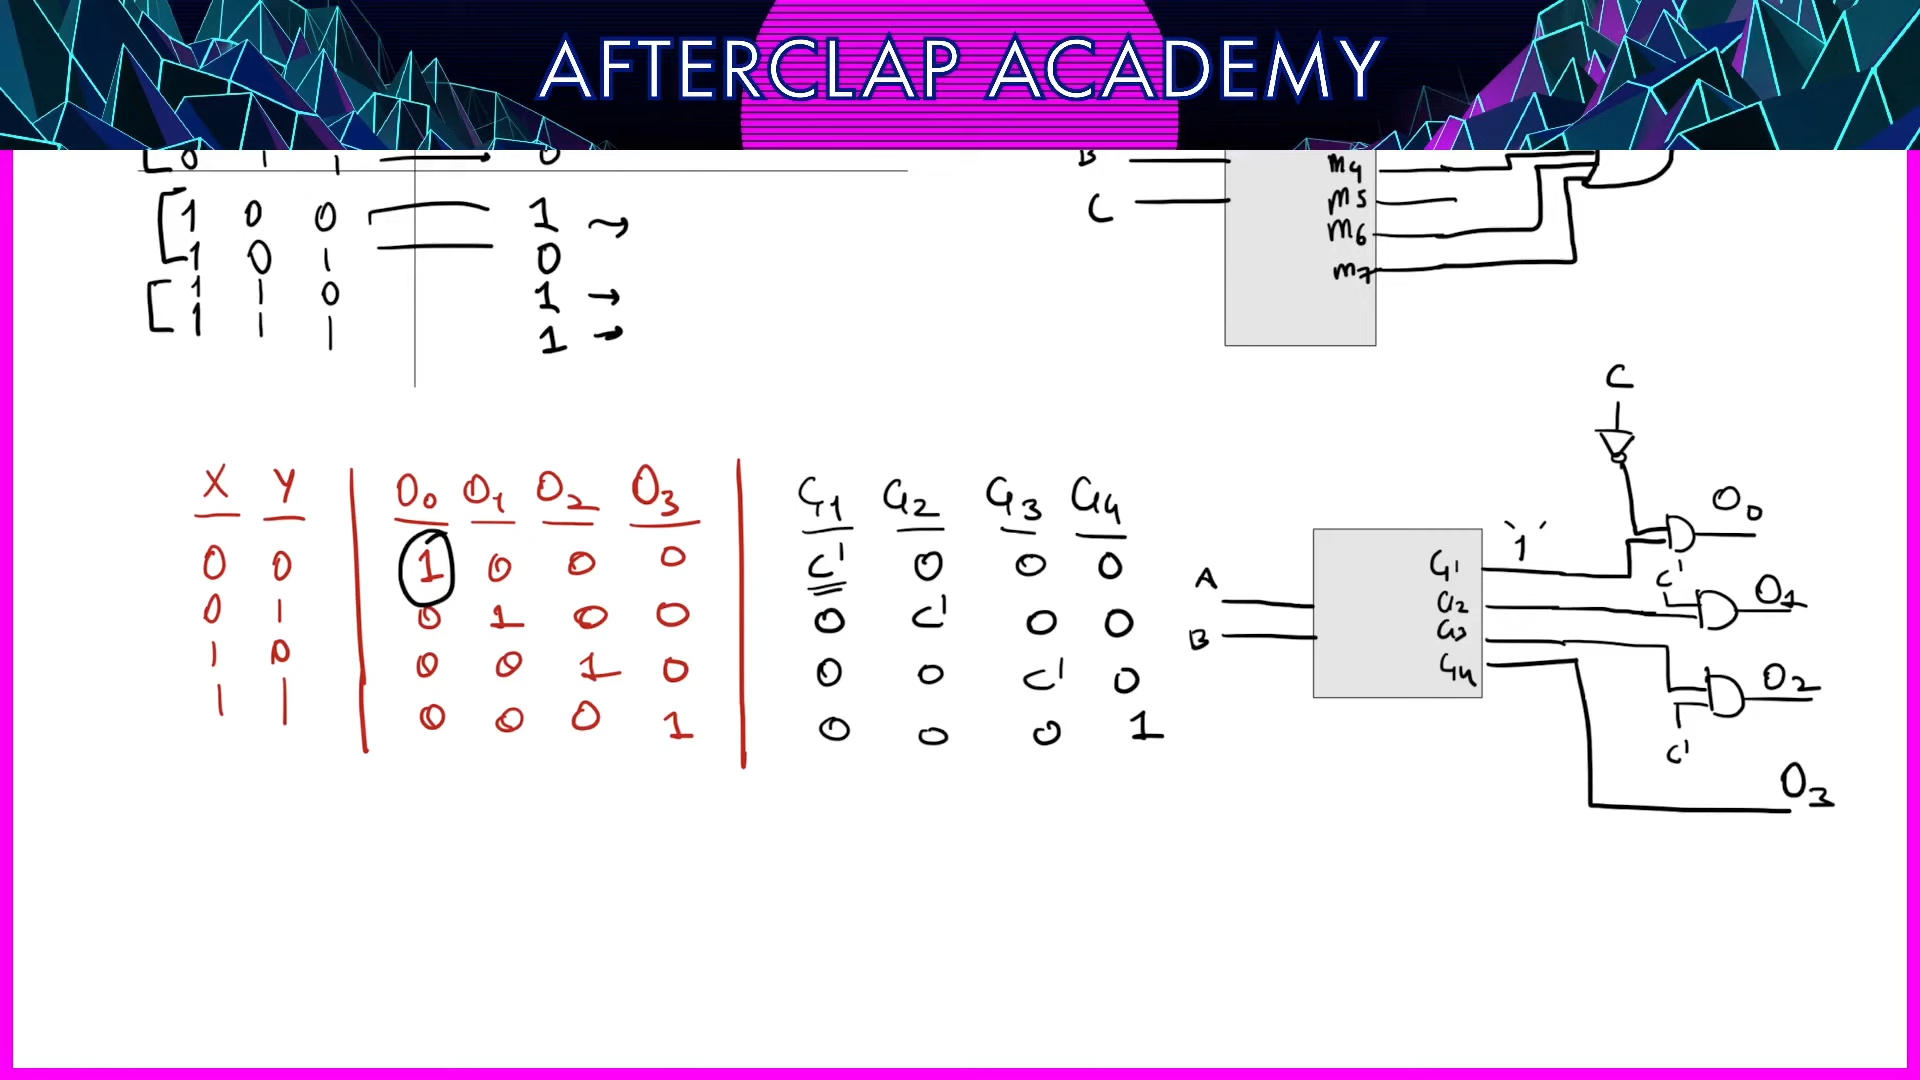 AFTERCLAP ACADEMY
0 1 1 0
1 0 0 1
1 0 1 0
1 1 0 1
1 1 1 1
B
C
m4
m5
m6
m7
X Y O0 O1 O2 O3 G1 G2 G3 G4
0 0 1 0 0 0 C' 0 0 0
0 1 0 1 0 0 0 C' 0 0
1 0 0 0 1 0 0 0 C' 0
1 1 0 0 0 1 0 0 0 1
C
A
B
G1
G2
G3
G4
'1'
O0
C'
O1
O2
C'
O3